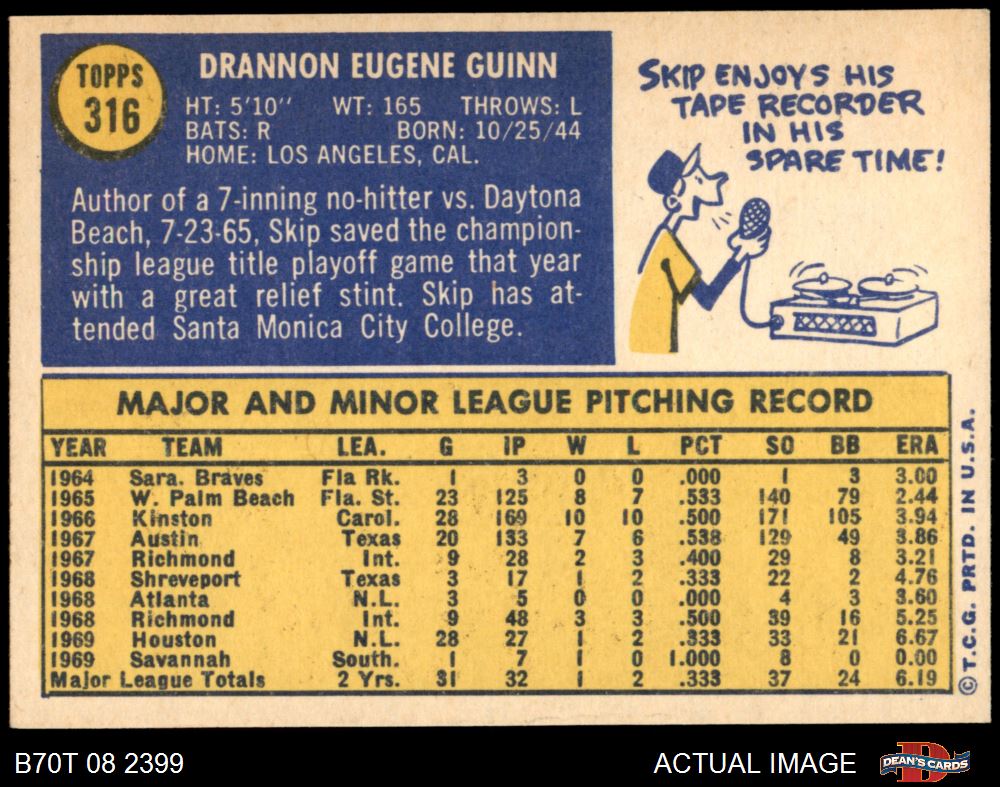 TOPPS
316
DRANNON EUGENE GUINN
HT: 5'10" WT: 165 THROWS: L
BATS: R BORN: 10/25/44
HOME: LOS ANGELES, CAL.
Author of a 7-inning no-hitter vs. Daytona
Beach, 7-23-65, Skip saved the champion-
ship league title playoff game that year
with a great relief stint. Skip has at-
tended Santa Monica City College.
SKIP ENJOYS HIS
TAPE RECORDER
IN HIS
SPARE TIME!
MAJOR AND MINOR LEAGUE PITCHING RECORD
YEAR TEAM LEA. G IP W L PCT SO BB ERA
1964 Sara. Braves Fla Rk. 1 3 0 0 .000 1 3 3.00
1965 W. Palm Beach Fla. St. 23 125 8 7 .533 140 79 2.44
1966 Kinston Carol. 28 169 10 10 .500 171 105 3.94
1967 Austin Texas 20 133 7 6 .538 129 49 3.86
1967 Richmond Int. 9 28 2 3 .400 29 8 3.21
1968 Shreveport Texas 3 17 1 2 .333 22 2 4.76
1968 Atlanta N.L. 3 5 0 0 .000 4 3 3.60
1968 Richmond Int. 9 48 3 3 .500 39 16 5.25
1969 Houston N.L. 28 27 1 2 .333 33 21 6.67
1969 Savannah South. 1 7 1 0 1.000 8 0 0.00
Major League Totals 2 Yrs. 31 32 1 2 .333 37 24 6.19
© T.C.G. PRTD. IN U.S.A.
B70T 08 2399
ACTUAL IMAGE
DEAN'S CARDS